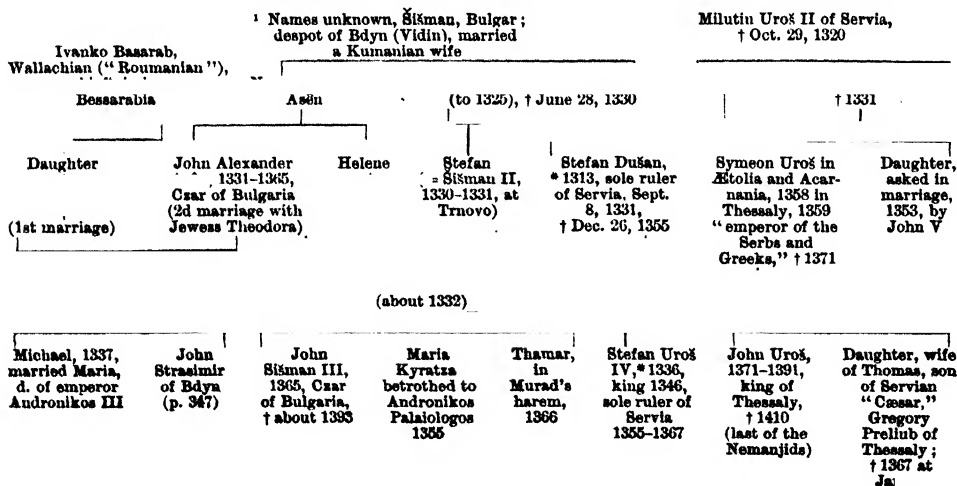 ¹ Names unknown, Šišman, Bulgar ;
despot of Bdyn (Vidin), married
a Kumanian wife
Milutin Uroš II of Servia,
† Oct. 29, 1320
Ivanko Basarab,
Wallachian (“ Roumanian ”),
Bessarabia
Asên
(to 1325), † June 28, 1330
† 1331
Daughter
(1st marriage)
John Alexander
1331–1365,
Czar of Bulgaria
(2d marriage with
Jewess Theodora)
Helene
Stefan
= Šišman II,
1330–1331, at
Trnovo
Stefan Dušan,
* 1313, sole ruler
of Servia, Sept.
8, 1331,
† Dec. 26, 1355
Symeon Uroš in
Ætolia and Acar-
nania, 1358 in
Thessaly, 1359
“ emperor of the
Serbs and
Greeks,” † 1371
Daughter,
asked in
marriage,
1353, by
John V
(about 1332)
Michael, 1337,
married Maria,
d. of emperor
Andronikos III
John
Strasimir
of Bdyn
(p. 347)
John
Šišman III,
1365, Czar
of Bulgaria,
† about 1393
Maria
Kyratza
betrothed to
Andronikos
Palaiologos
1355
Thamar,
in
Murad's
harem,
1366
Stefan Uroš
IV,* 1336,
king 1346,
sole ruler of
Servia
1355–1367
John Uroš,
1371–1391,
king of
Thessaly,
† 1410
(last of the
Nemanjids)
Daughter, wife
of Thomas, son
of Servian
“ Cæsar,”
Gregory
Preliub of
Thessaly ;
† 1367 at